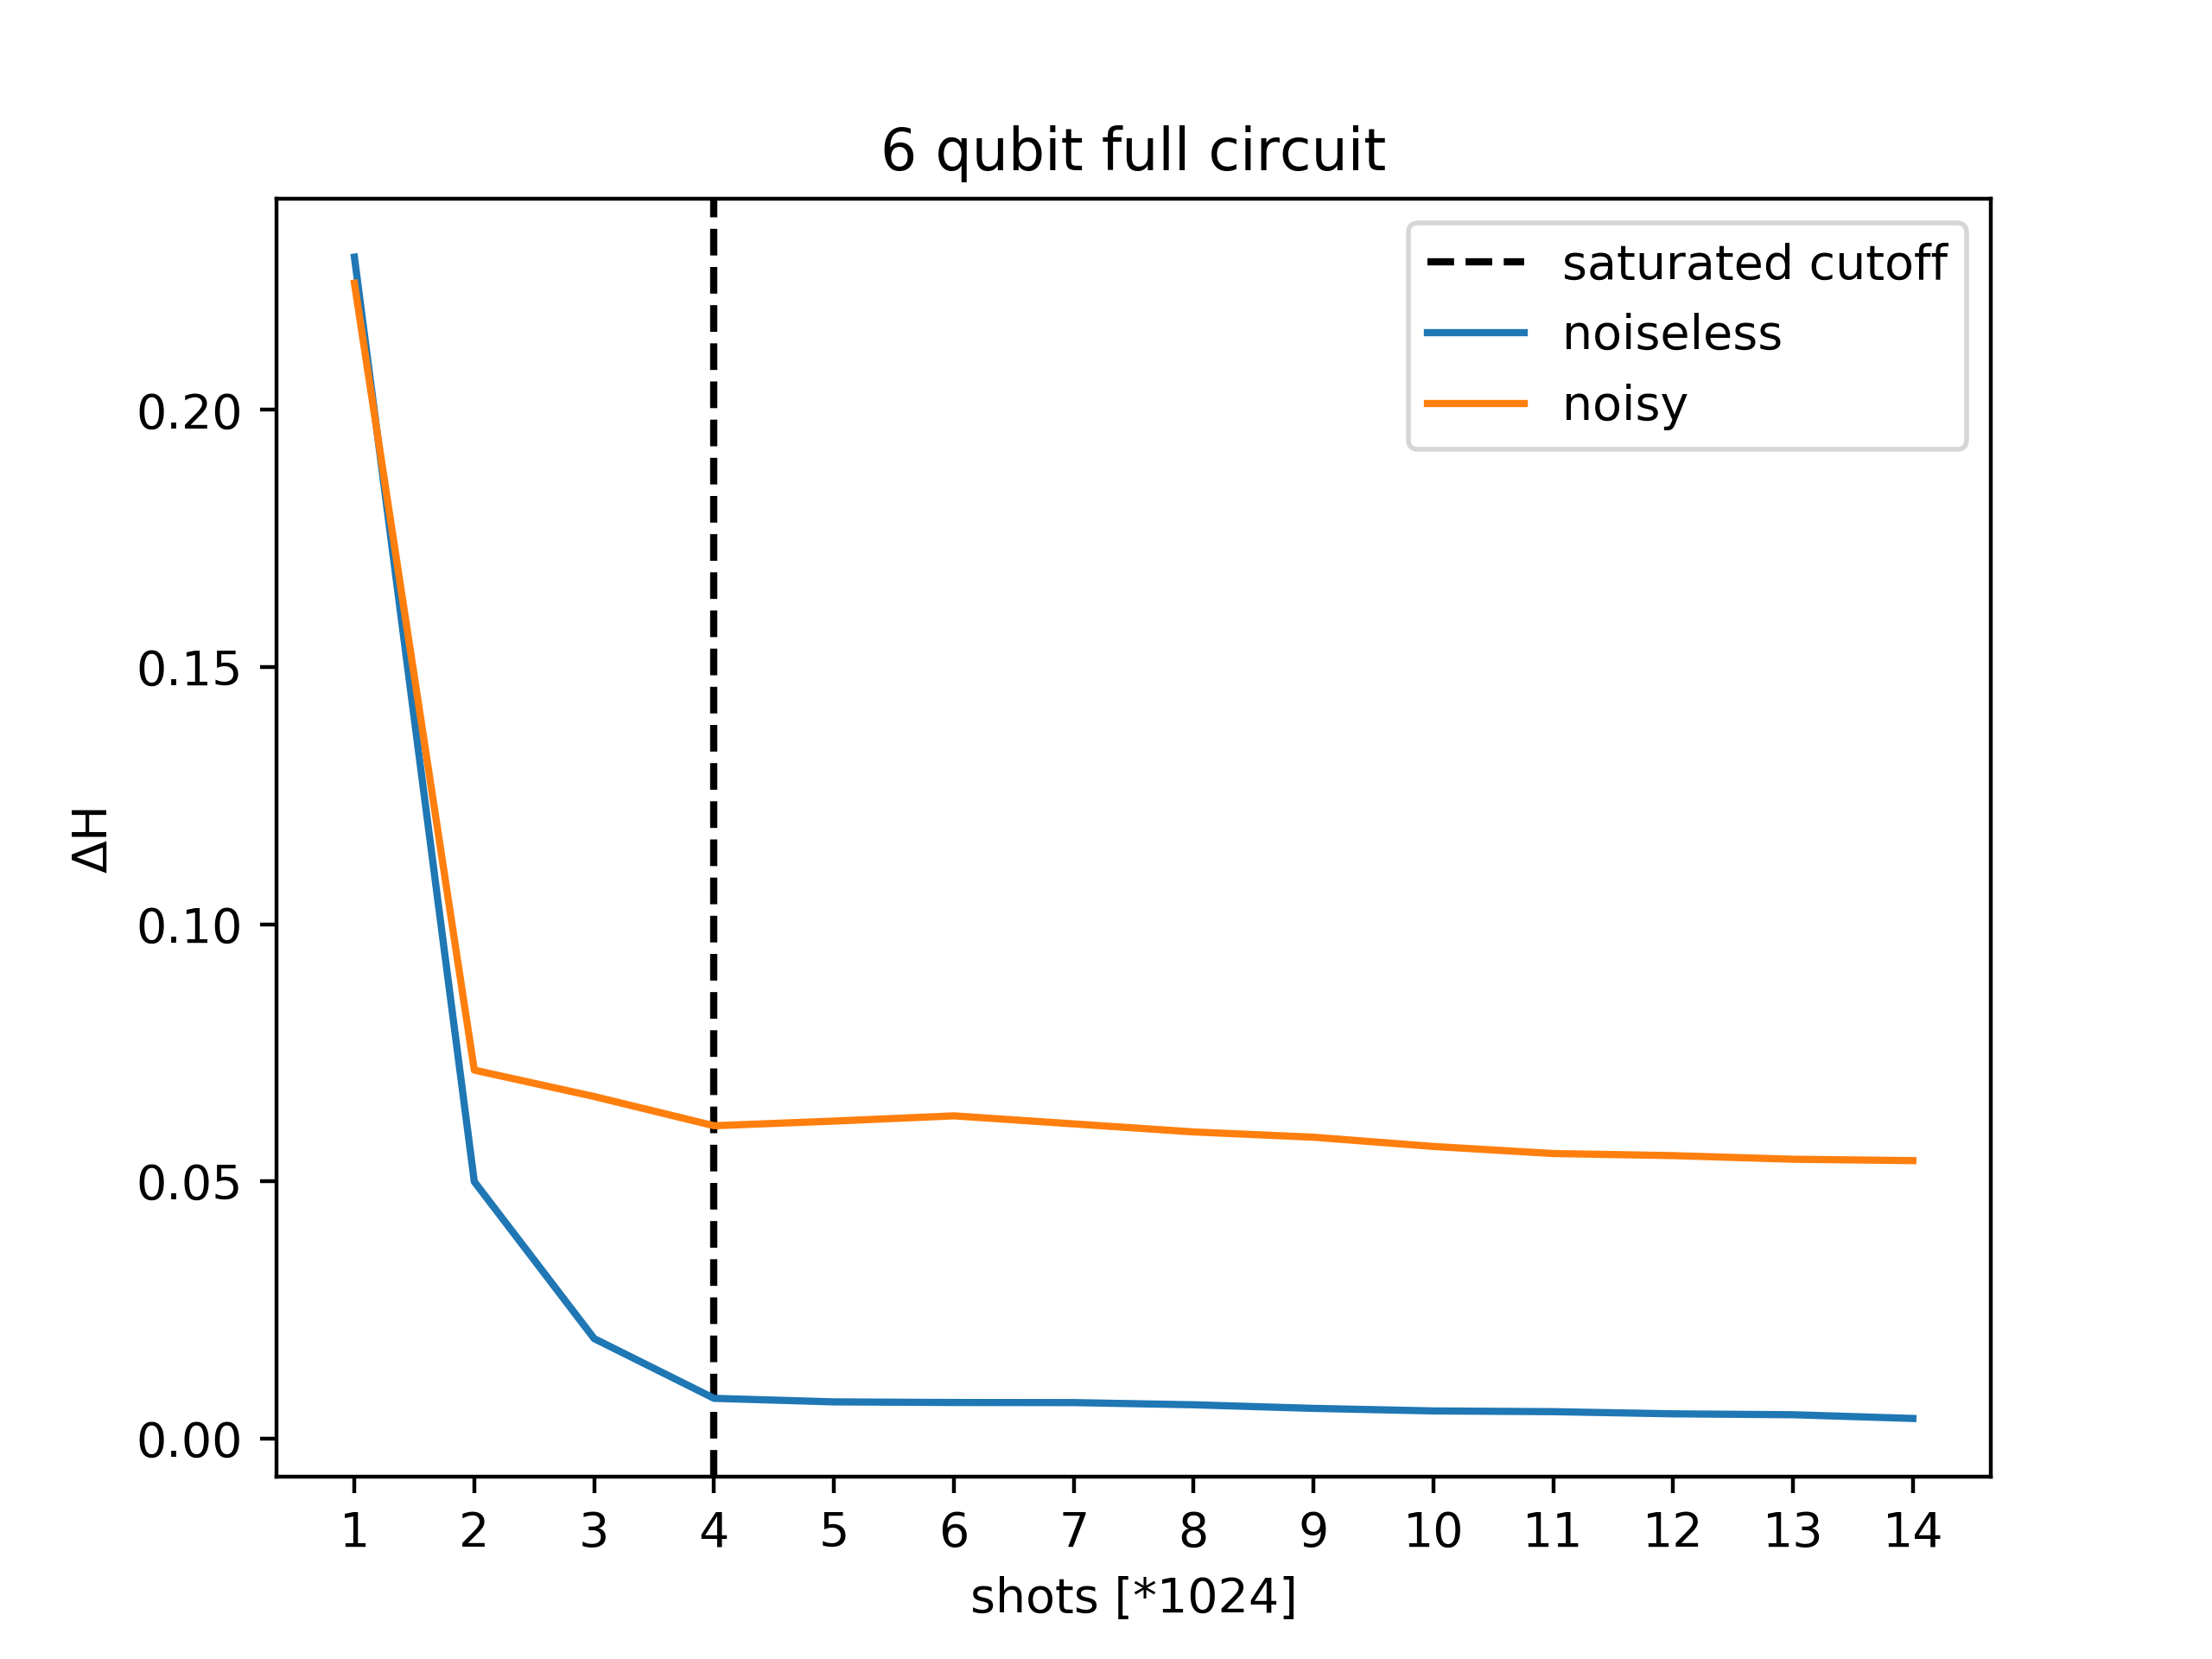 6 qubit full circuit
saturated cutoff
noiseless
noisy
0.20
0.15
0.10
0.05
0.00
ΔH
1 2 3 4 5 6 7 8 9 10 11 12 13 14
shots [*1024]